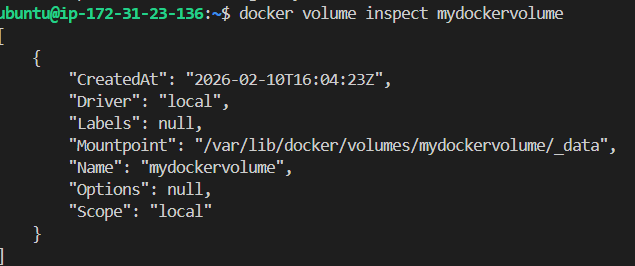 ubuntu@ip-172-31-23-136:~$ docker volume inspect mydockervolume
[
    {
        "CreatedAt": "2026-02-10T16:04:23Z",
        "Driver": "local",
        "Labels": null,
        "Mountpoint": "/var/lib/docker/volumes/mydockervolume/_data",
        "Name": "mydockervolume",
        "Options": null,
        "Scope": "local"
    }
]